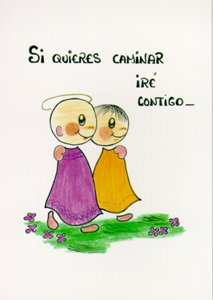 Si QUiERES CAMiNAR
iRÉ
CONTiGO_